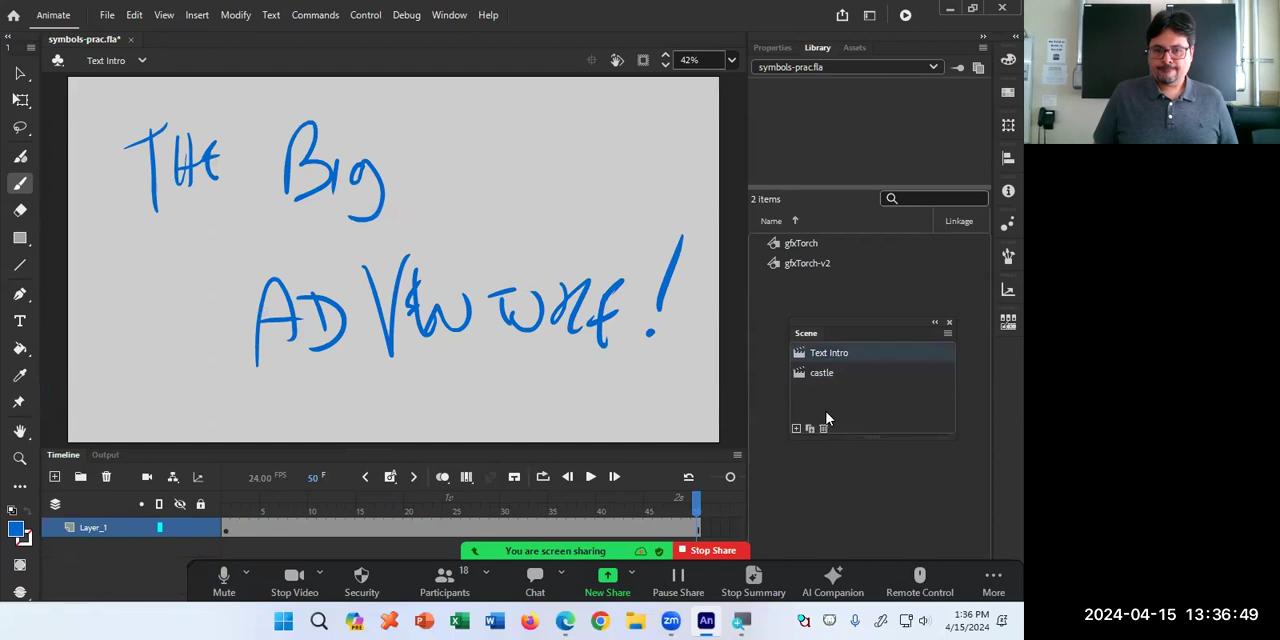 Animate File Edit View Insert Modify Text Commands Control Debug Window Help
symbols-prac.fla*
Text Intro 42%
THE BIG
ADVENTURE!
Properties Library Assets
symbols-prac.fla
2 items
Name Linkage
gfxTorch
gfxTorch-v2
Scene
Text Intro
castle
Timeline Output
24.00 FPS 50 F
1s 2s
5 10 15 20 25 30 35 40 45
Layer_1
You are screen sharing Stop Share
18
Mute Stop Video Security Participants Chat New Share Pause Share Stop Summary AI Companion Remote Control More
1:36 PM
4/15/2024
2024-04-15 13:36:49